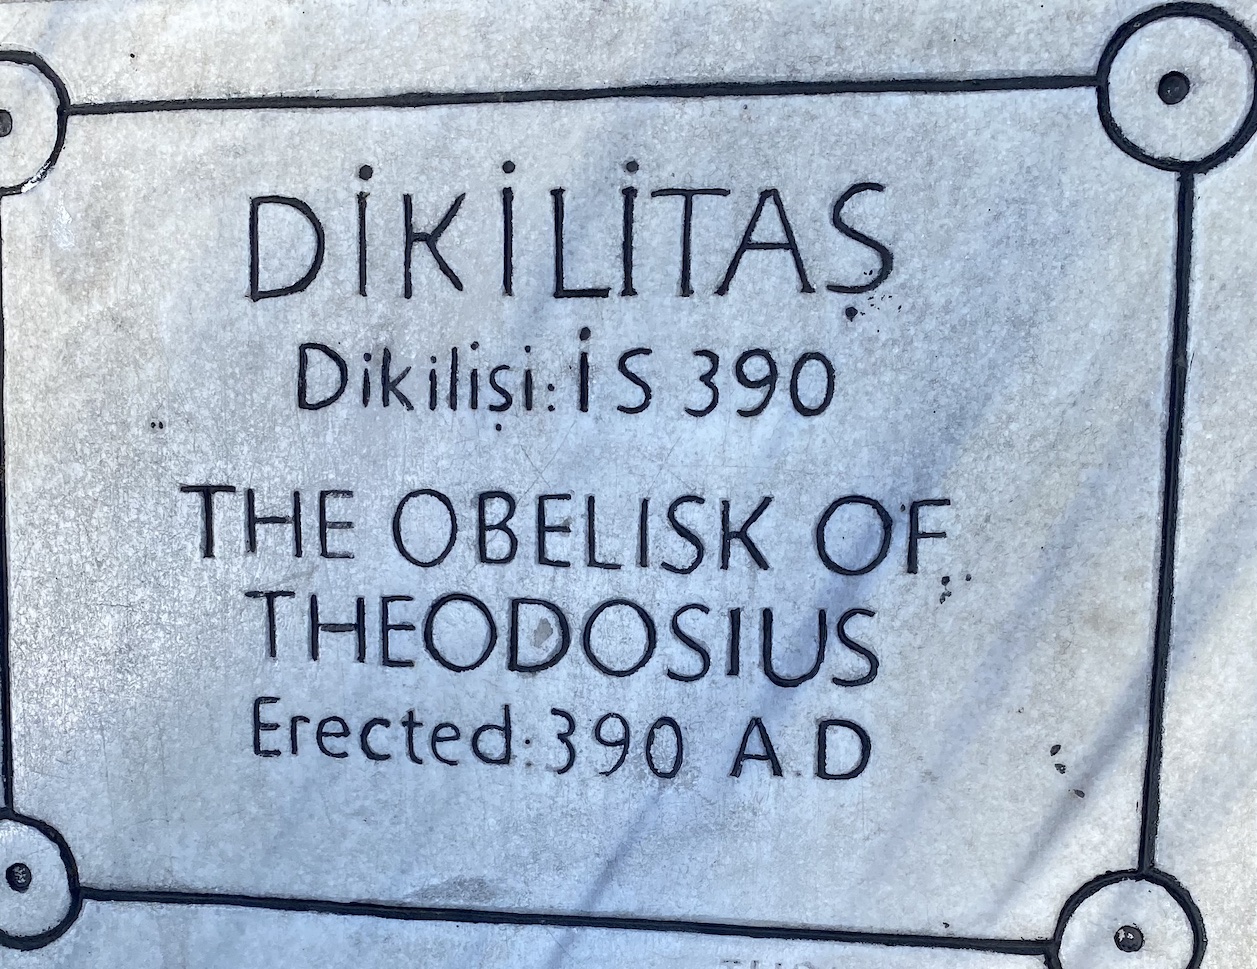 DİKİLİTAŞ
Dikilişi: İS 390
THE OBELISK OF
THEODOSIUS
Erected: 390 A.D